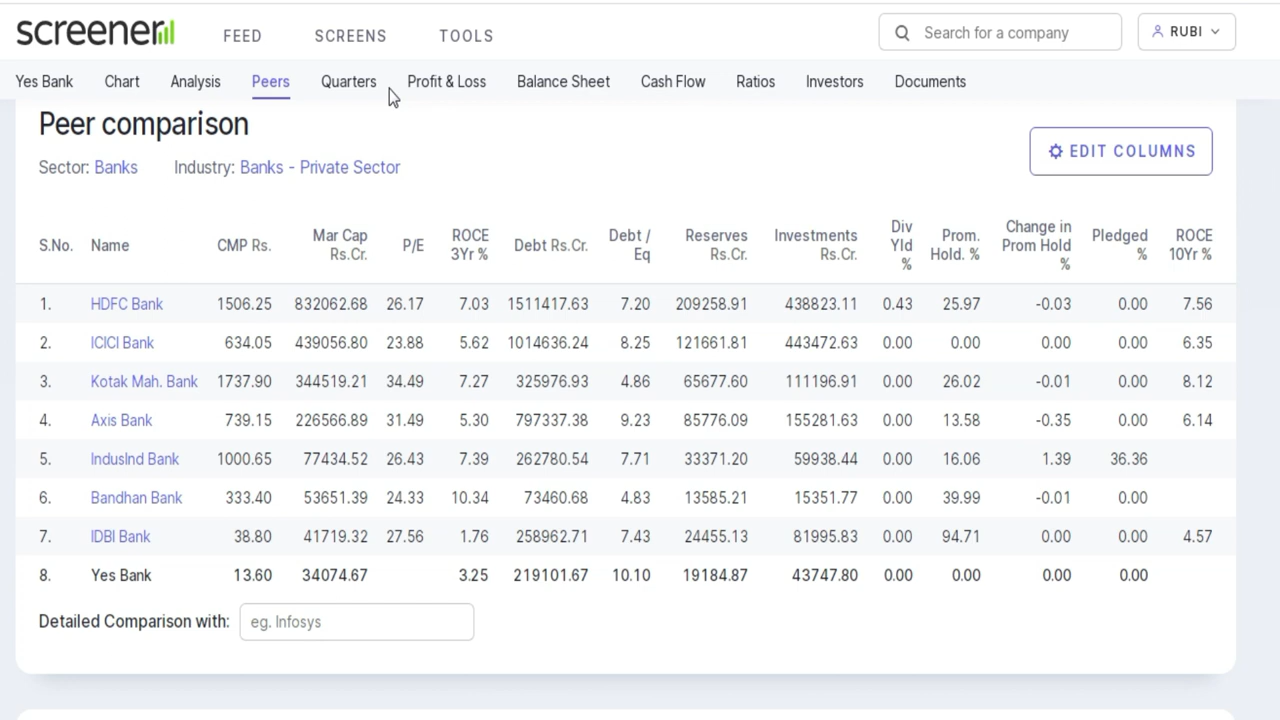 screener FEED SCREENS TOOLS Search for a company RUBI
Yes Bank Chart Analysis Peers Quarters Profit & Loss Balance Sheet Cash Flow Ratios Investors Documents
Peer comparison
EDIT COLUMNS
Sector: Banks Industry: Banks - Private Sector
S.No. Name CMP Rs. Mar Cap Rs.Cr. P/E ROCE 3Yr % Debt Rs.Cr. Debt / Eq Reserves Rs.Cr. Investments Rs.Cr. Div Yld % Prom. Hold. % Change in Prom Hold % Pledged % ROCE 10Yr %
1. HDFC Bank 1506.25 832062.68 26.17 7.03 1511417.63 7.20 209258.91 438823.11 0.43 25.97 -0.03 0.00 7.56
2. ICICI Bank 634.05 439056.80 23.88 5.62 1014636.24 8.25 121661.81 443472.63 0.00 0.00 0.00 0.00 6.35
3. Kotak Mah. Bank 1737.90 344519.21 34.49 7.27 325976.93 4.86 65677.60 111196.91 0.00 26.02 -0.01 0.00 8.12
4. Axis Bank 739.15 226566.89 31.49 5.30 797337.38 9.23 85776.09 155281.63 0.00 13.58 -0.35 0.00 6.14
5. IndusInd Bank 1000.65 77434.52 26.43 7.39 262780.54 7.71 33371.20 59938.44 0.00 16.06 1.39 36.36
6. Bandhan Bank 333.40 53651.39 24.33 10.34 73460.68 4.83 13585.21 15351.77 0.00 39.99 -0.01 0.00
7. IDBI Bank 38.80 41719.32 27.56 1.76 258962.71 7.43 24455.13 81995.83 0.00 94.71 0.00 0.00 4.57
8. Yes Bank 13.60 34074.67 3.25 219101.67 10.10 19184.87 43747.80 0.00 0.00 0.00 0.00
Detailed Comparison with: eg. Infosys